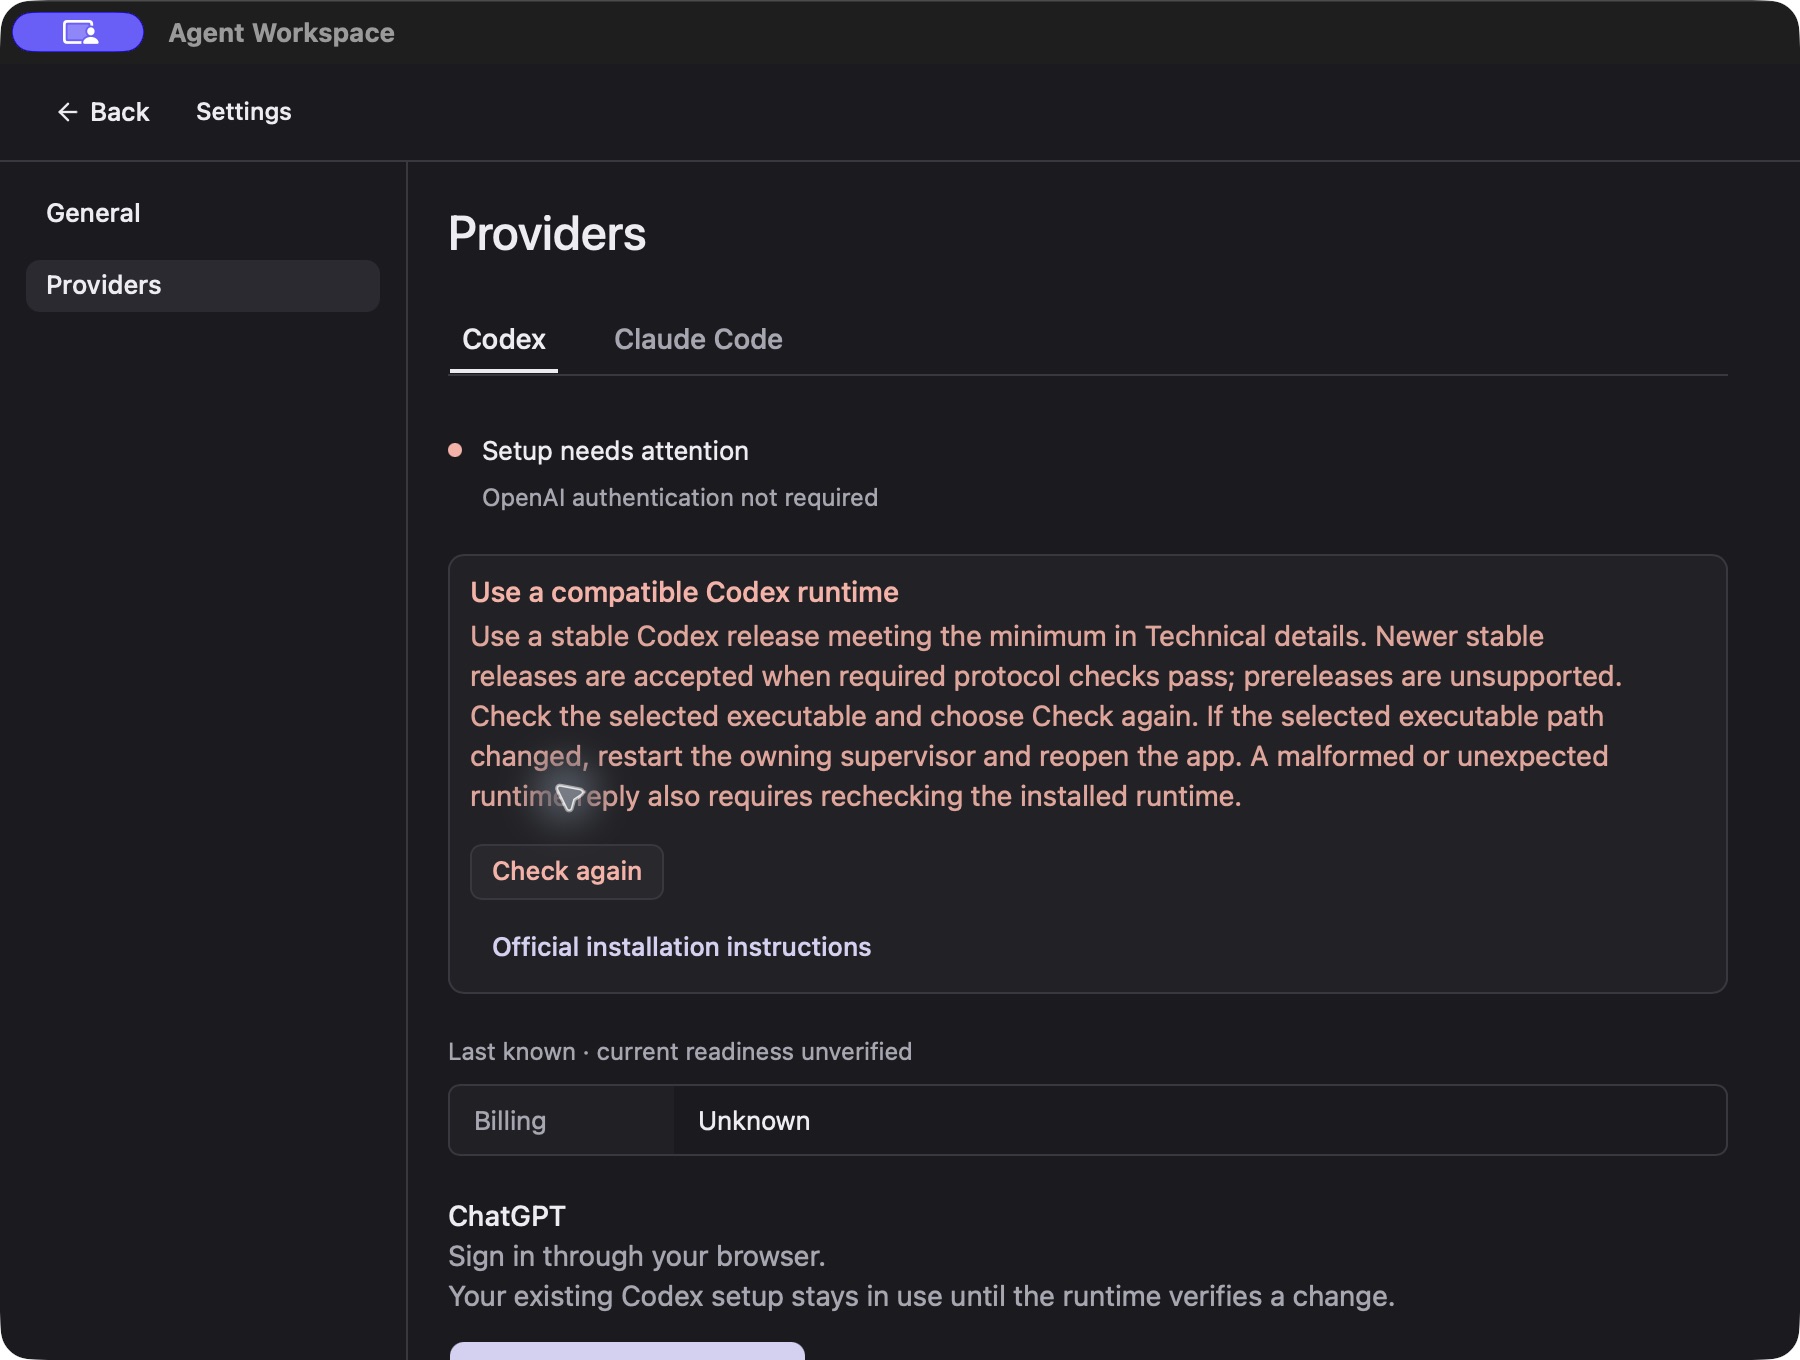 Agent Workspace
← Back
Settings
General
Providers
Providers
Codex
Claude Code
Setup needs attention
OpenAI authentication not required
Use a compatible Codex runtime
Use a stable Codex release meeting the minimum in Technical details. Newer stable
releases are accepted when required protocol checks pass; prereleases are unsupported.
Check the selected executable and choose Check again. If the selected executable path
changed, restart the owning supervisor and reopen the app. A malformed or unexpected
runtime reply also requires rechecking the installed runtime.
Check again
Official installation instructions
Last known · current readiness unverified
Billing
Unknown
ChatGPT
Sign in through your browser.
Your existing Codex setup stays in use until the runtime verifies a change.